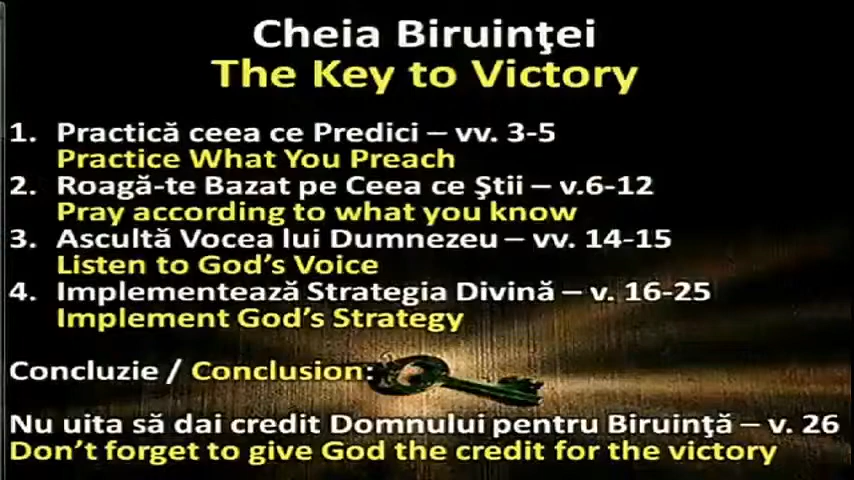 Cheia Biruinţei
The Key to Victory
1. Practică ceea ce Predici – vv. 3-5
Practice What You Preach
2. Roagă-te Bazat pe Ceea ce Ştii – v.6-12
Pray according to what you know
3. Ascultă Vocea lui Dumnezeu – vv. 14-15
Listen to God's Voice
4. Implementează Strategia Divină – v. 16-25
Implement God's Strategy
Concluzie / Conclusion:
Nu uita să dai credit Domnului pentru Biruinţă – v. 26
Don't forget to give God the credit for the victory